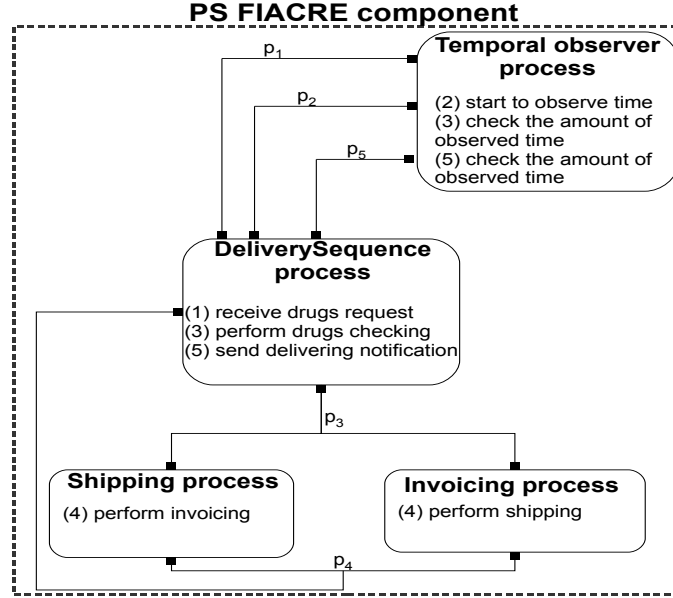 PS FIACRE component
Temporal observer
process
(2) start to observe time
(3) check the amount of
observed time
(5) check the amount of
observed time
p1
p2
p5
DeliverySequence
process
(1) receive drugs request
(3) perform drugs checking
(5) send delivering notification
p3
Shipping process
(4) perform invoicing
Invoicing process
(4) perform shipping
p4